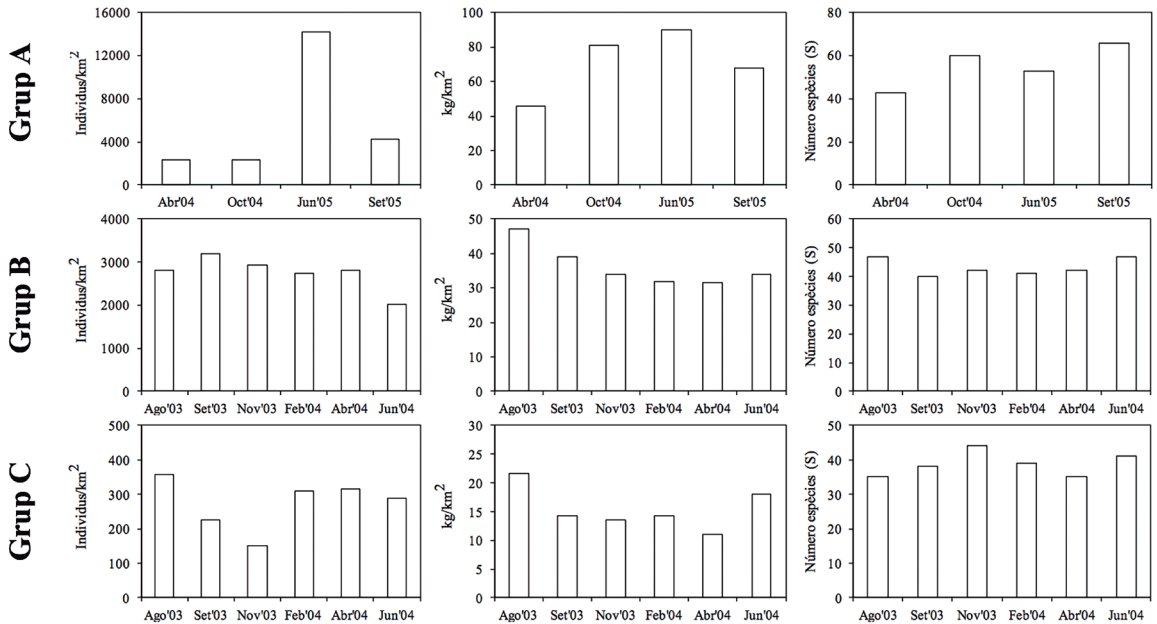 Grup A
Individus/km²
16000
12000
8000
4000
0
Abr'04 Oct'04 Jun'05 Set'05
kg/km²
100
80
60
40
20
0
Abr'04 Oct'04 Jun'05 Set'05
Número espècies (S)
80
60
40
20
0
Abr'04 Oct'04 Jun'05 Set'05
Grup B
Individus/km²
4000
3000
2000
1000
0
Ago'03 Set'03 Nov'03 Feb'04 Abr'04 Jun'04
kg/km²
50
40
30
20
10
0
Ago'03 Set'03 Nov'03 Feb'04 Abr'04 Jun'04
Número espècies (S)
60
50
40
30
20
10
0
Ago'03 Set'03 Nov'03 Feb'04 Abr'04 Jun'04
Grup C
Individus/km²
500
400
300
200
100
0
Ago'03 Set'03 Nov'03 Feb'04 Abr'04 Jun'04
kg/km²
30
25
20
15
10
5
0
Ago'03 Set'03 Nov'03 Feb'04 Abr'04 Jun'04
Número espècies (S)
50
40
30
20
10
0
Ago'03 Set'03 Nov'03 Feb'04 Abr'04 Jun'04